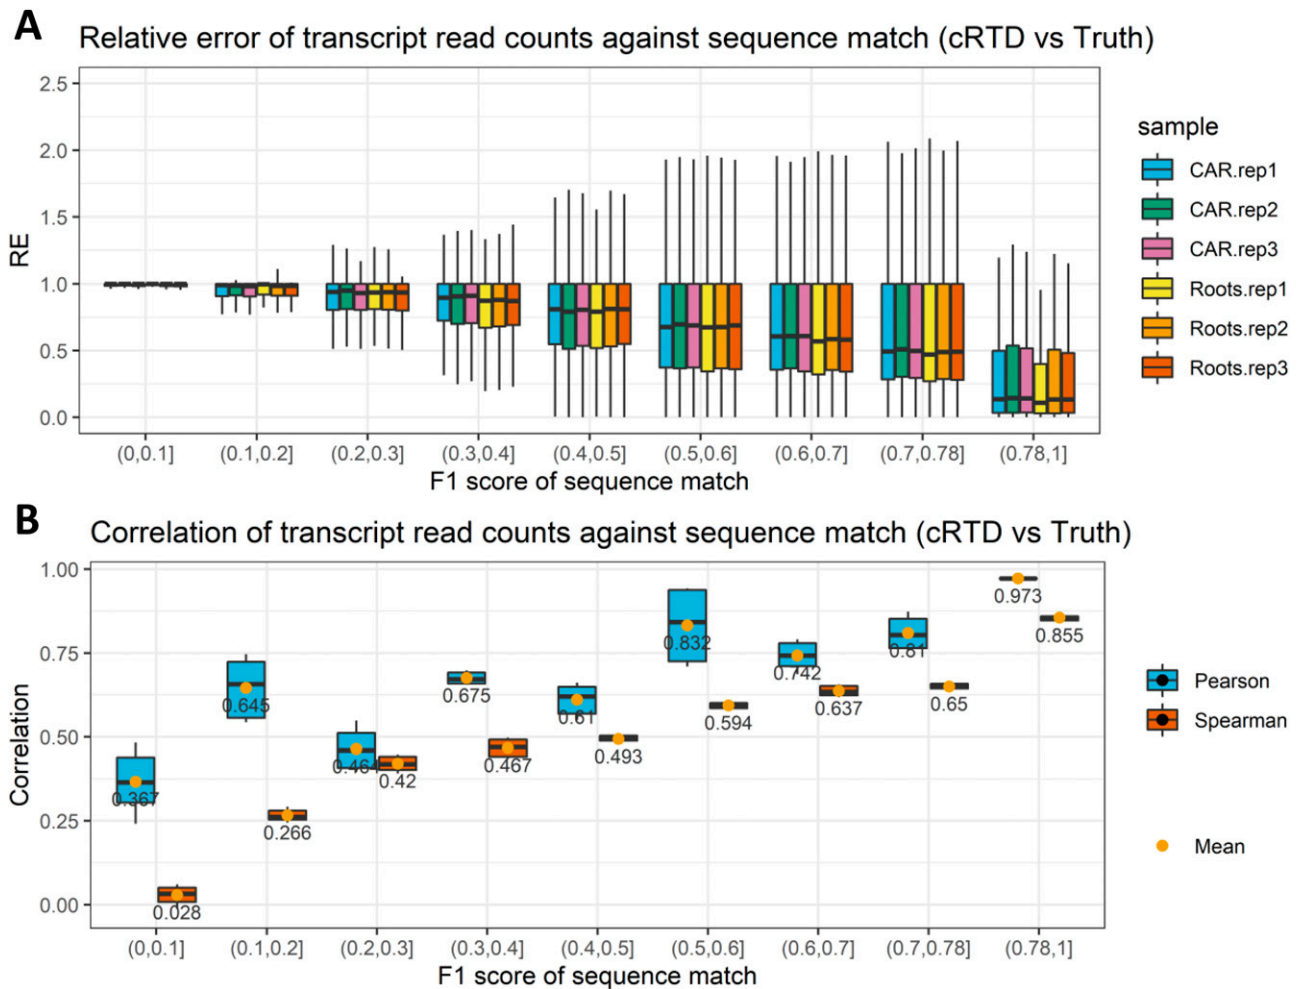 A
Relative error of transcript read counts against sequence match (cRTD vs Truth)
2.5
2.0
1.5
1.0
0.5
0.0
RE
(0,0.1] (0.1,0.2] (0.2,0.3] (0.3,0.4] (0.4,0.5] (0.5,0.6] (0.6,0.7] (0.7,0.78] (0.78,1]
F1 score of sequence match
sample
CAR.rep1
CAR.rep2
CAR.rep3
Roots.rep1
Roots.rep2
Roots.rep3
B
Correlation of transcript read counts against sequence match (cRTD vs Truth)
1.00
0.75
0.50
0.25
0.00
Correlation
0.367
0.028
0.645
0.266
0.464
0.42
0.675
0.467
0.61
0.493
0.832
0.594
0.742
0.637
0.81
0.65
0.973
0.855
(0,0.1] (0.1,0.2] (0.2,0.3] (0.3,0.4] (0.4,0.5] (0.5,0.6] (0.6,0.7] (0.7,0.78] (0.78,1]
F1 score of sequence match
Pearson
Spearman
Mean